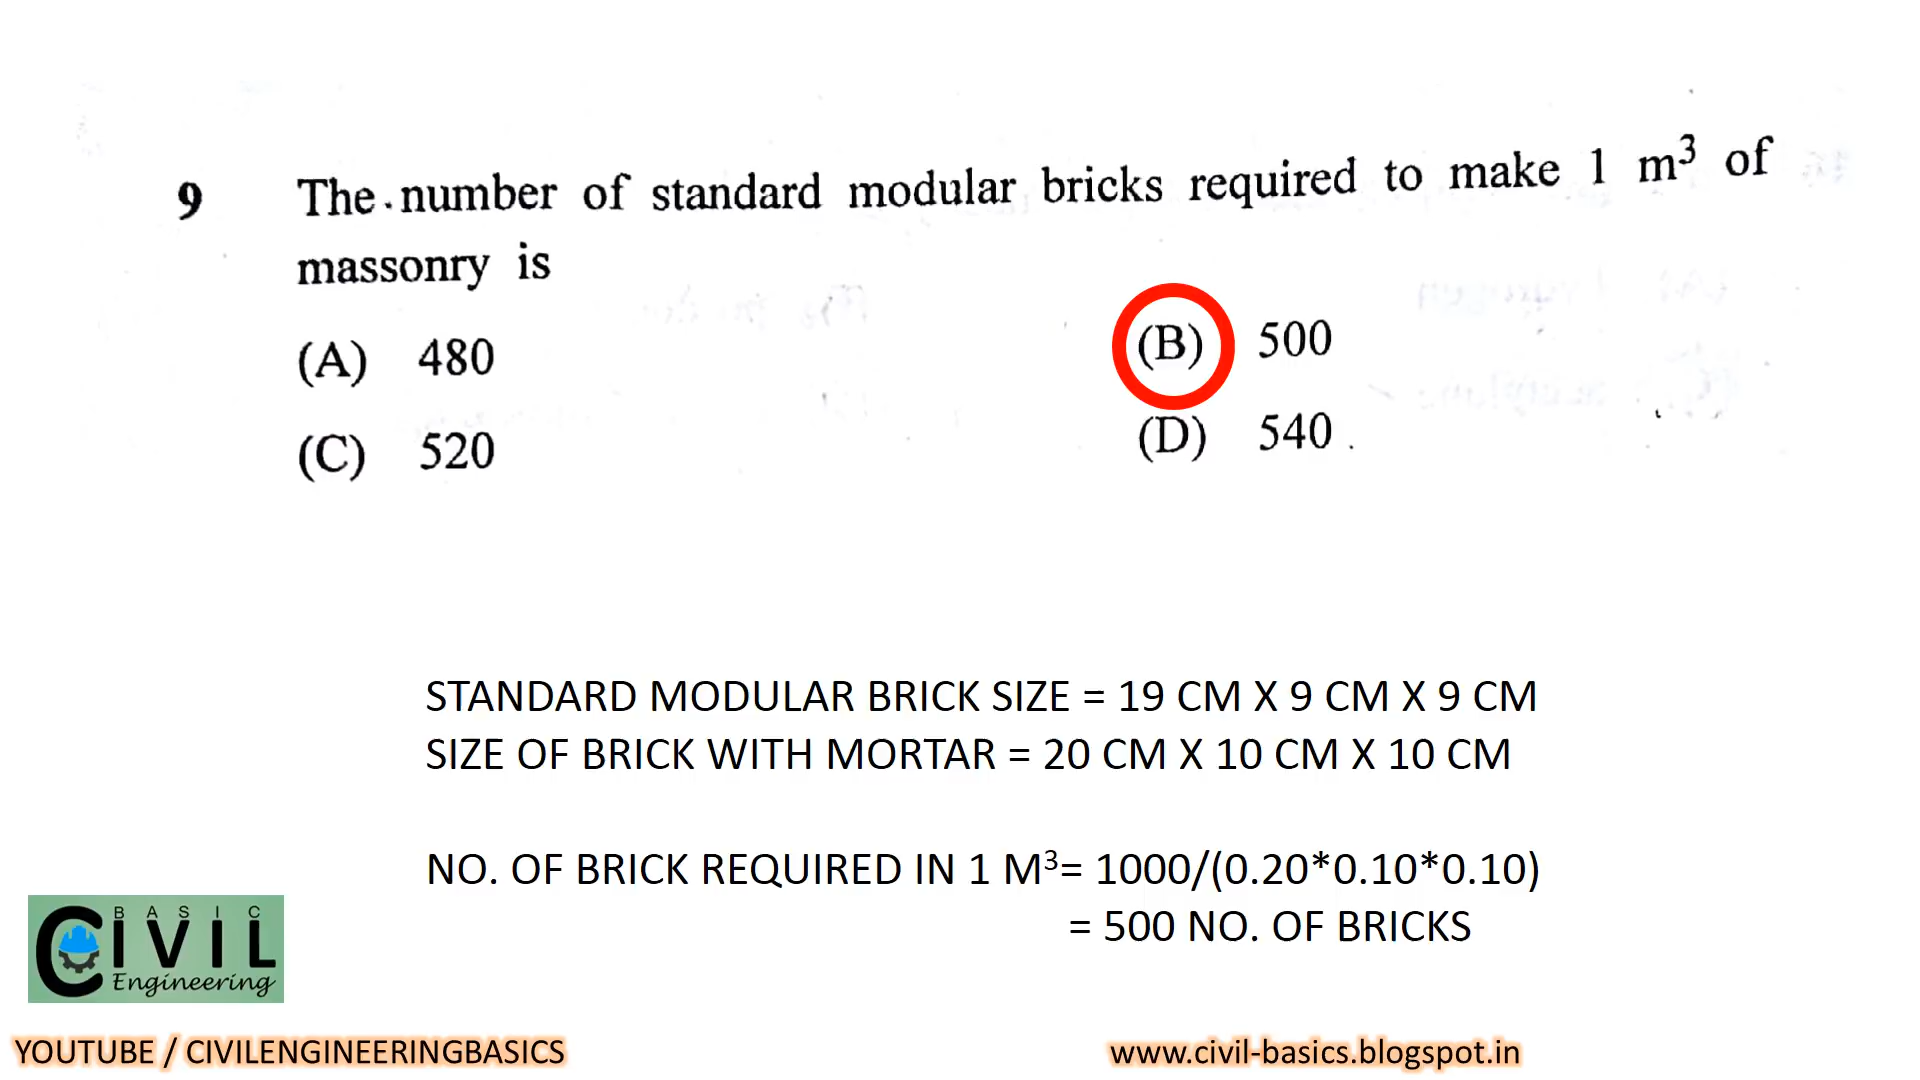 9 The number of standard modular bricks required to make 1 m³ of
massonry is
(A) 480 (B) 500
(C) 520 (D) 540 .
STANDARD MODULAR BRICK SIZE = 19 CM X 9 CM X 9 CM
SIZE OF BRICK WITH MORTAR = 20 CM X 10 CM X 10 CM
NO. OF BRICK REQUIRED IN 1 M³= 1000/(0.20*0.10*0.10)
= 500 NO. OF BRICKS
BASIC
CIVIL
Engineering
YOUTUBE / CIVILENGINEERINGBASICS
www.civil-basics.blogspot.in